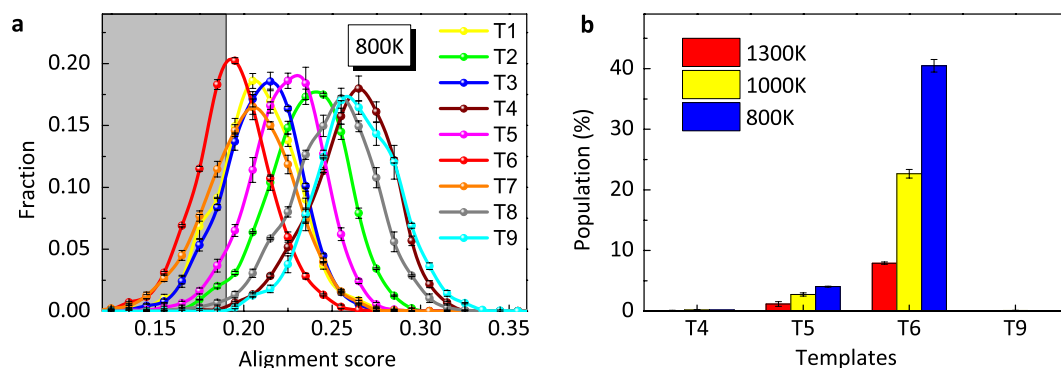 a
800K
T1
T2
T3
T4
T5
T6
T7
T8
T9
0.20
0.15
0.10
0.05
0.00
Fraction
0.15 0.20 0.25 0.30 0.35
Alignment score
b
1300K
1000K
800K
40
30
20
10
0
Population (%)
T4 T5 T6 T9
Templates